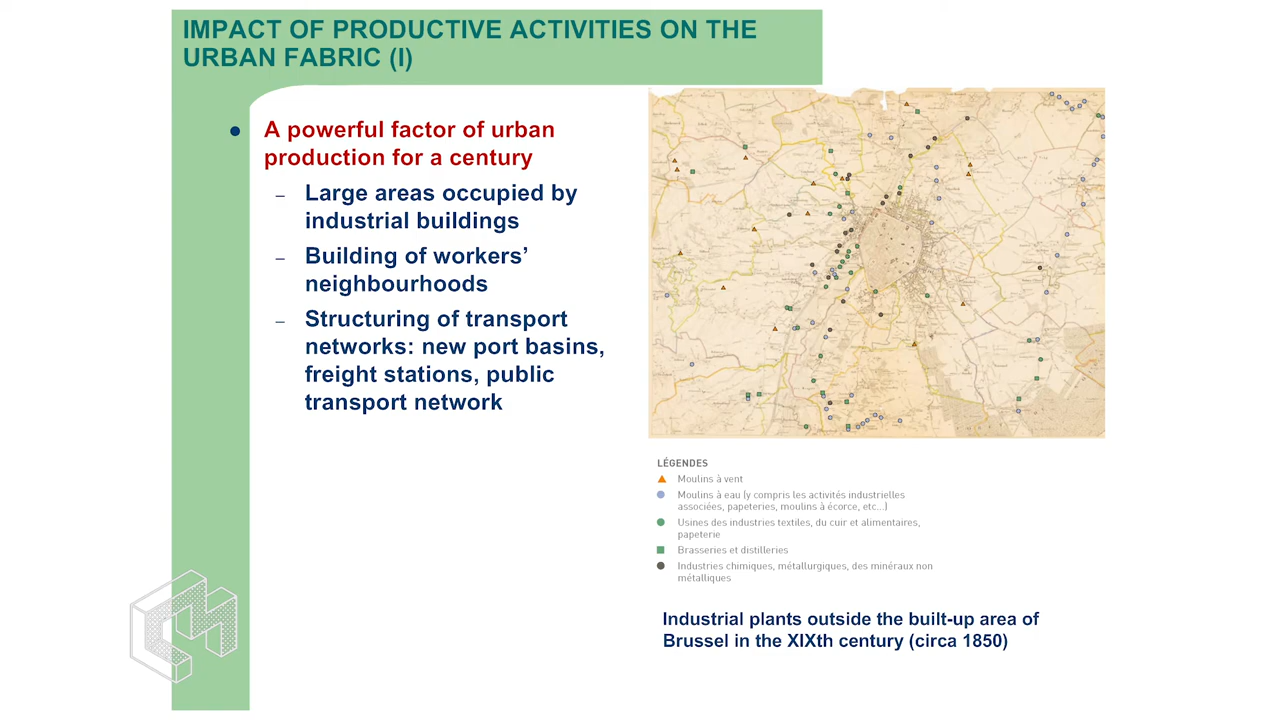 IMPACT OF PRODUCTIVE ACTIVITIES ON THE
URBAN FABRIC (I)
● A powerful factor of urban
production for a century
– Large areas occupied by
industrial buildings
– Building of workers’
neighbourhoods
– Structuring of transport
networks: new port basins,
freight stations, public
transport network
LÉGENDES
Moulins à vent
Moulins à eau (y compris les activités industrielles
associées, papeteries, moulins à écorce, etc...)
Usines des industries textiles, du cuir et alimentaires,
papeterie
Brasseries et distilleries
Industries chimiques, métallurgiques, des minéraux non
métalliques
Industrial plants outside the built-up area of
Brussel in the XIXth century (circa 1850)